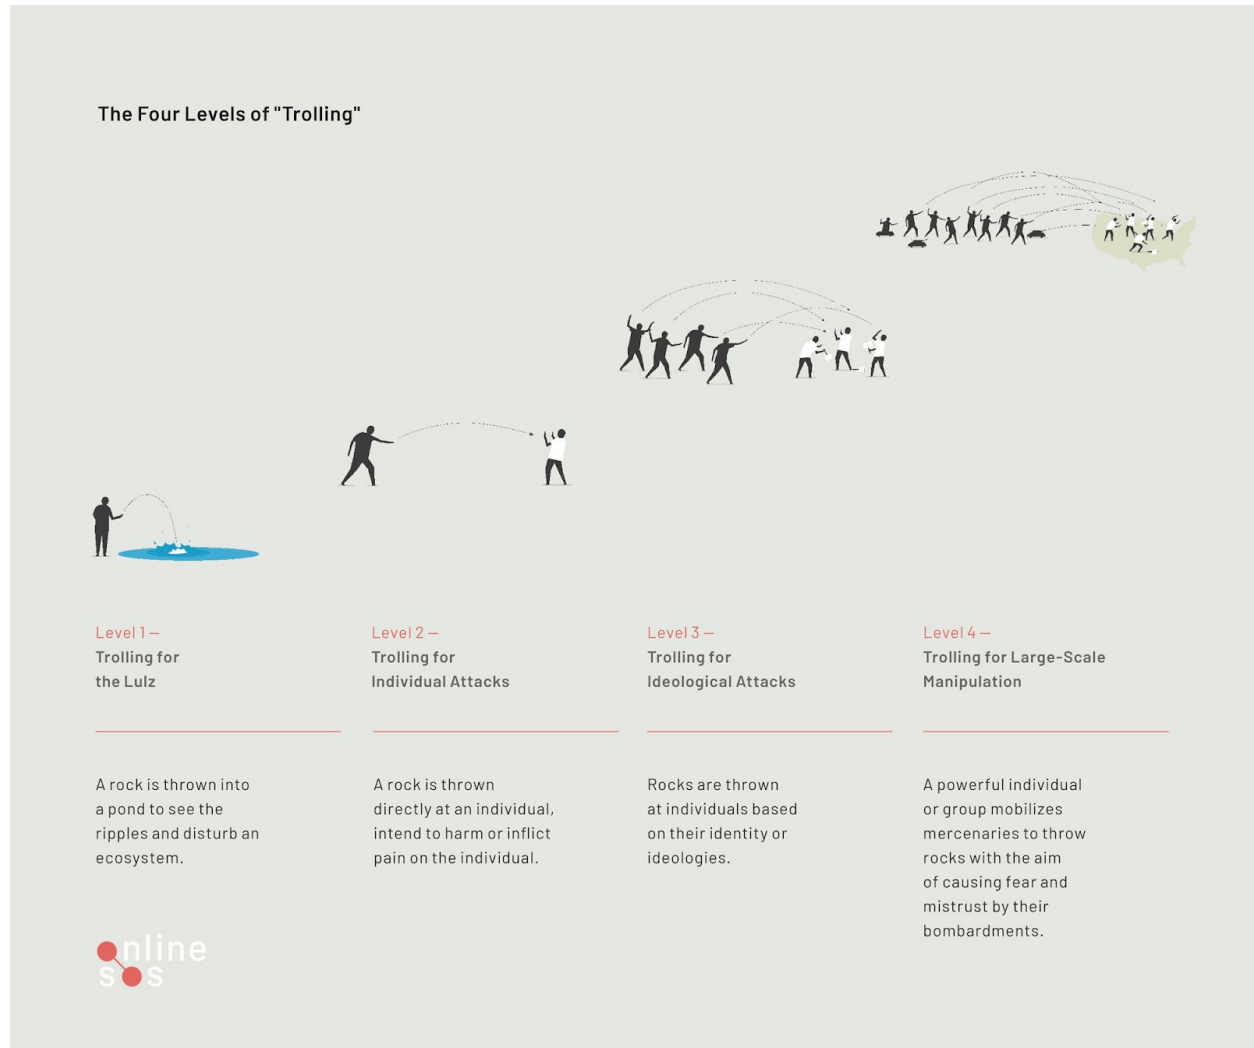 The Four Levels of "Trolling"
Level 1 —
Trolling for
the Lulz
A rock is thrown into
a pond to see the
ripples and disturb an
ecosystem.
Level 2 —
Trolling for
Individual Attacks
A rock is thrown
directly at an individual,
intend to harm or inflict
pain on the individual.
Level 3 —
Trolling for
Ideological Attacks
Rocks are thrown
at individuals based
on their identity or
ideologies.
Level 4 —
Trolling for Large-Scale
Manipulation
A powerful individual
or group mobilizes
mercenaries to throw
rocks with the aim
of causing fear and
mistrust by their
bombardments.
online
sos